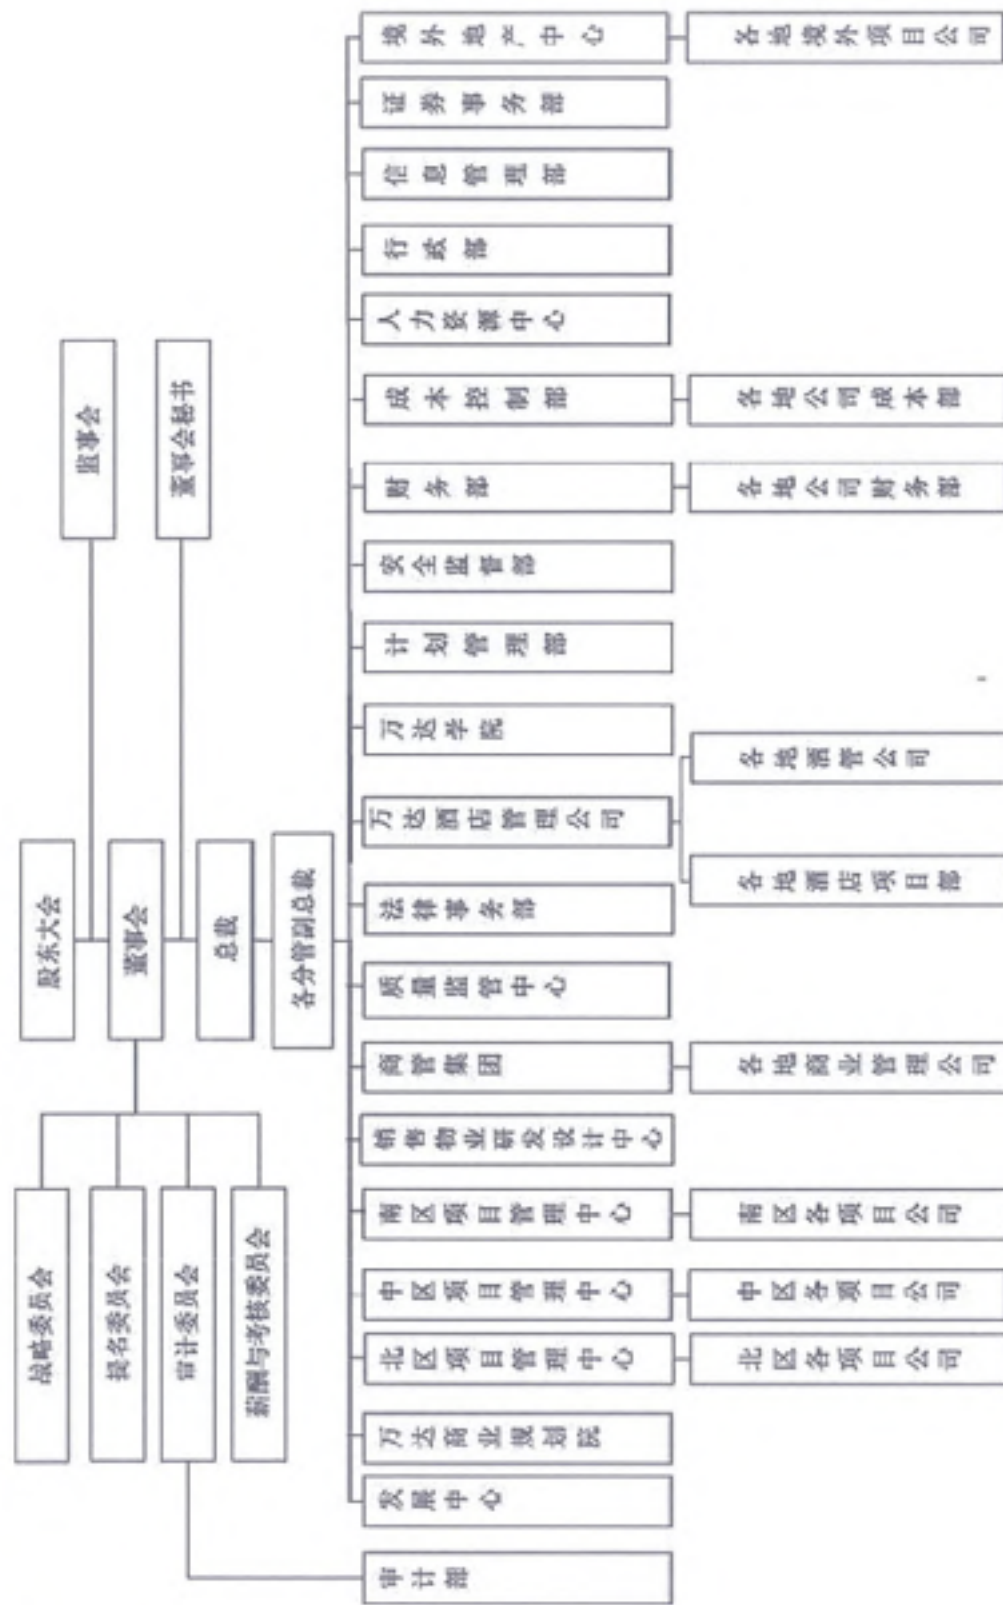 股东大会
监事会
董事会
董事会秘书
总裁
各分管副总裁
战略委员会
提名委员会
审计委员会
薪酬与考核委员会
审计部
发展中心
万达商业规划院
北区项目管理中心
中区项目管理中心
南区项目管理中心
销售物业研发设计中心
商管集团
质量监管中心
法律事务部
万达酒店管理公司
万达学院
计划管理部
安全监督部
财务部
成本控制部
人力资源中心
行政部
信息管理部
证券事务部
境外地产中心
北区各项目公司
中区各项目公司
南区各项目公司
各地商业管理公司
各地酒店项目部
各地酒管公司
各地公司财务部
各地公司成本部
各地境外项目公司